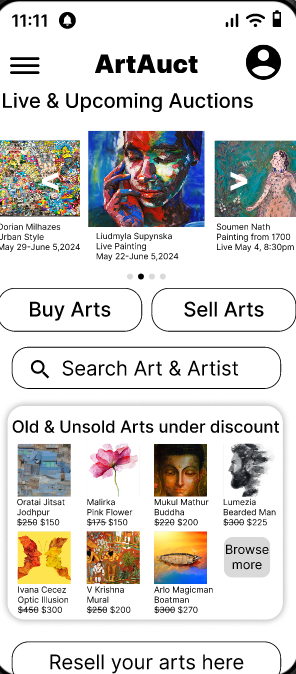 11:11
ArtAuct
Live & Upcoming Auctions
< >
Dorian Milhazes
Urban Style
May 29-June 5,2024
Liudmyla Supynska
Live Painting
May 22-June 5,2024
Soumen Nath
Painting from 1700
Live May 4, 8:30pm
Buy Arts
Sell Arts
Search Art & Artist
Old & Unsold Arts under discount
Oratai Jitsat
Jodhpur
$250 $150
Malirka
Pink Flower
$175 $150
Mukul Mathur
Buddha
$220 $200
Lumezia
Bearded Man
$300 $225
Ivana Cecez
Optic Illusion
$450 $300
V Krishna
Mural
$250 $200
Arlo Magicman
Boatman
$300 $270
Browse
more
Resell your arts here